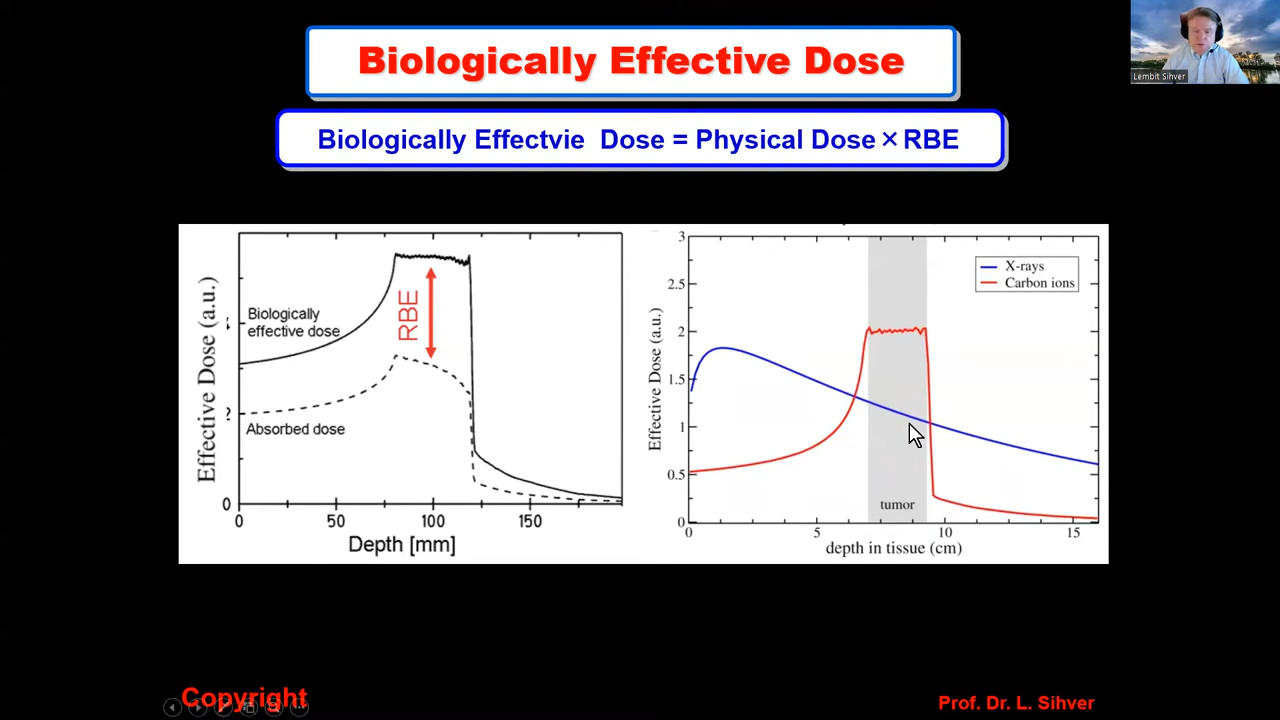 Biologically Effective Dose
Lembit Sihver
Biologically Effectvie Dose = Physical Dose × RBE
Effective Dose (a.u.)
4
2
0
Biologically
effective dose
RBE
Absorbed dose
0 50 100 150
Depth [mm]
Effective Dose (a.u.)
3
2.5
2
1.5
1
0.5
0
X-rays
Carbon ions
tumor
0 5 10 15
depth in tissue (cm)
Copyright
Prof. Dr. L. Sihver